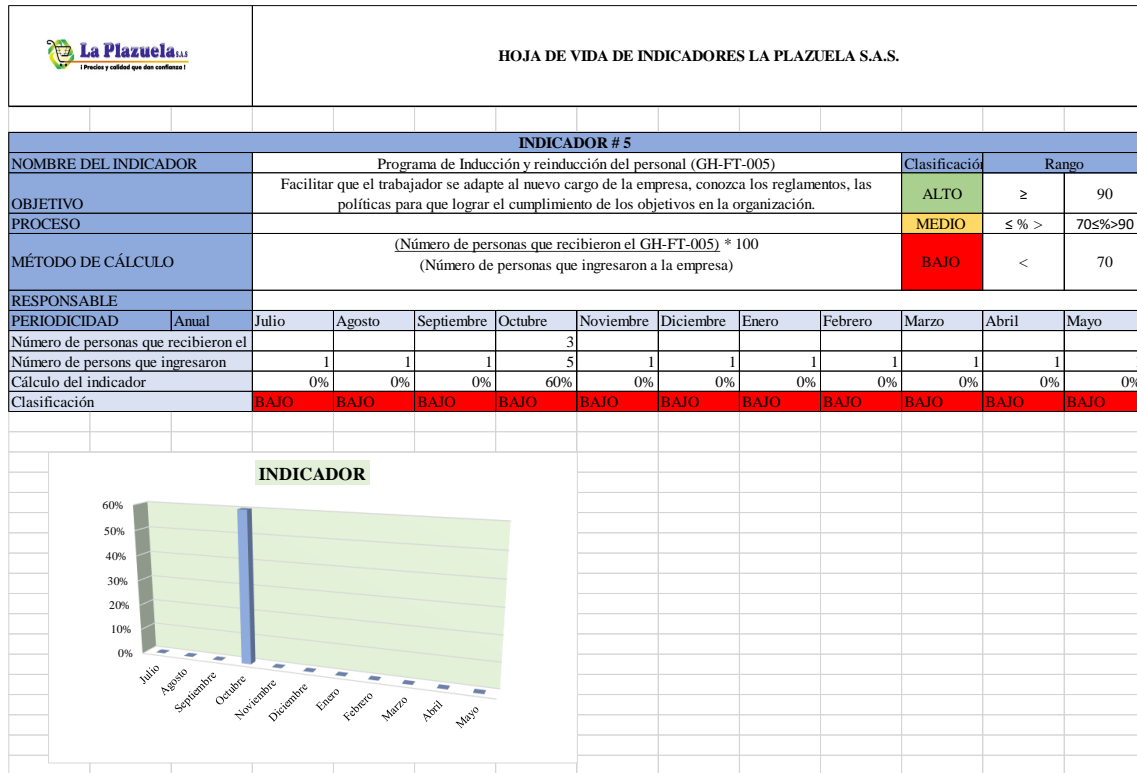 La Plazuela S.A.S
¡ Precios y calidad que dan confianza !
HOJA DE VIDA DE INDICADORES LA PLAZUELA S.A.S.
INDICADOR # 5
NOMBRE DEL INDICADOR Programa de Inducción y reinducción del personal (GH-FT-005) Clasificación Rango
OBJETIVO Facilitar que el trabajador se adapte al nuevo cargo de la empresa, conozca los reglamentos, las
políticas para que lograr el cumplimiento de los objetivos en la organización. ALTO ≥ 90
PROCESO MEDIO ≤ % > 70≤%>90
MÉTODO DE CÁLCULO (Número de personas que recibieron el GH-FT-005) * 100
(Número de personas que ingresaron a la empresa) BAJO < 70
RESPONSABLE
PERIODICIDAD Anual Julio Agosto Septiembre Octubre Noviembre Diciembre Enero Febrero Marzo Abril Mayo
Número de personas que recibieron el 3
Número de persons que ingresaron 1 1 1 5 1 1 1 1 1 1
Cálculo del indicador 0% 0% 0% 60% 0% 0% 0% 0% 0% 0% 0%
Clasificación BAJO BAJO BAJO BAJO BAJO BAJO BAJO BAJO BAJO BAJO BAJO
INDICADOR
60%
50%
40%
30%
20%
10%
0%
Julio Agosto Septiembre Octubre Noviembre Diciembre Enero Febrero Marzo Abril Mayo